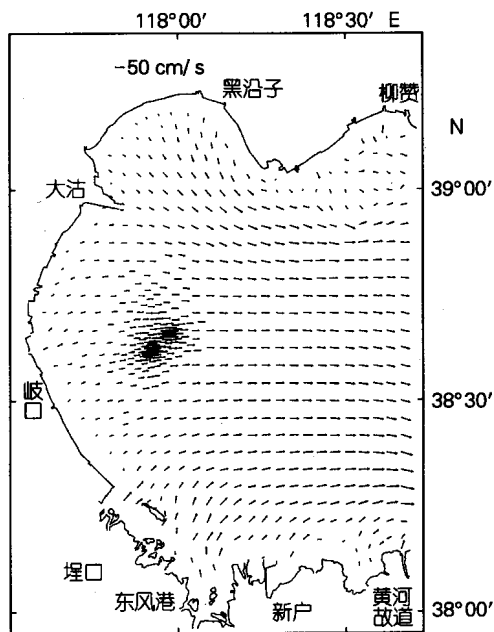 118°00′
118°30′ E
50 cm/s
黑沿子
柳赞
N
大沽
39°00′
岐口
38°30′
埕口
东风港
新户
黄河
故道
38°00′